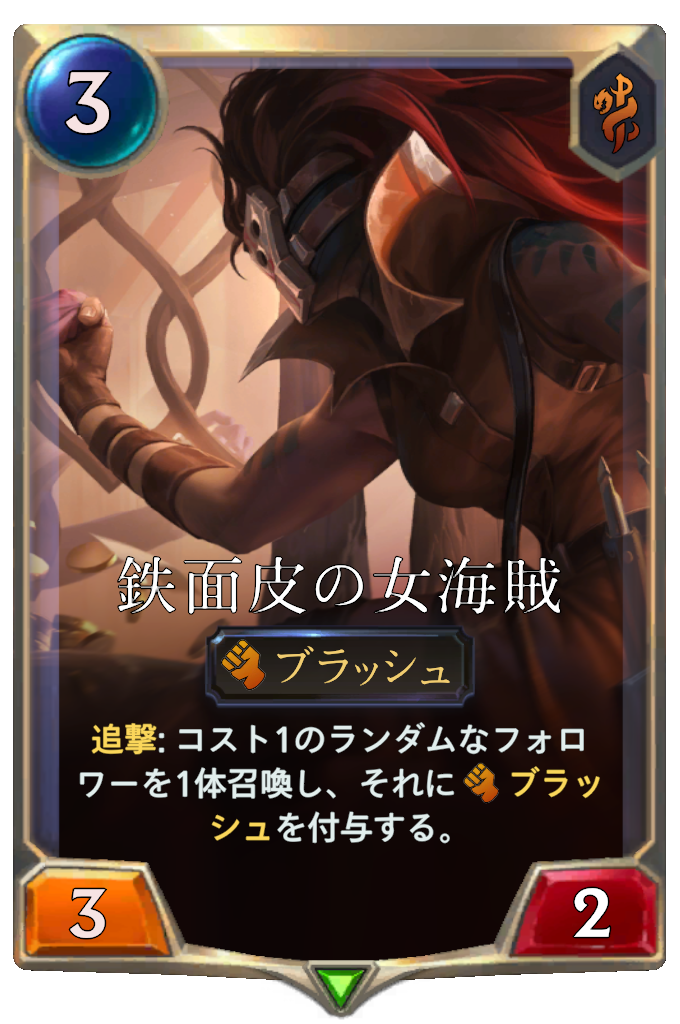 3
鉄面皮の女海賊
ブラッシュ
追撃: コスト1のランダムなフォロ
ワーを1体召喚し、それに ブラッ
シュを付与する。
3
2